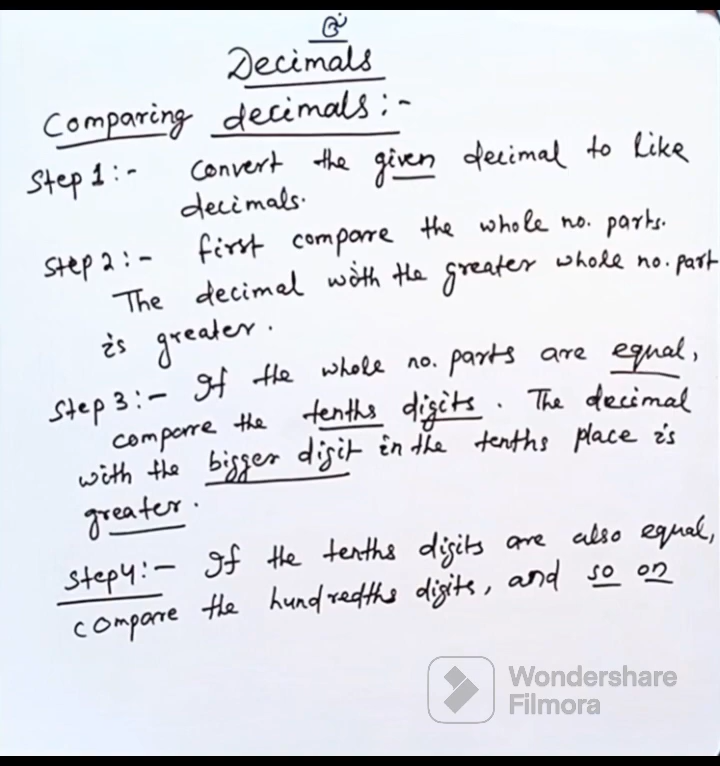 Decimals
Comparing decimals:-
Step 1:- Convert the given decimal to like
decimals.
Step 2:- first compare the whole no. parts.
The decimal with the greater whole no. part
is greater.
Step 3:- If the whole no. parts are equal,
compare the tenths digits. The decimal
with the bigger digit in the tenths place is
greater.
Step 4:- If the tenths digits are also equal,
compare the hundredths digits, and so on
Wondershare
Filmora